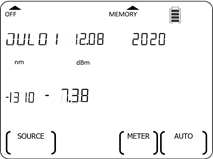 OFF MEMORY
JUL01 12.08 2020
nm dBm
-1310 - 7.38
SOURCE METER AUTO